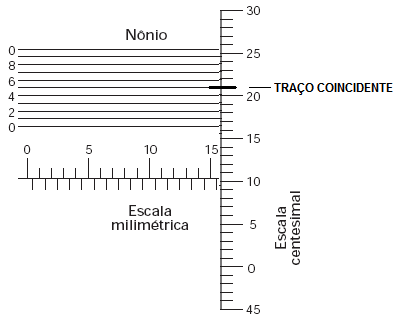 Nônio
0
8
6
4
2
0
30
25
TRAÇO COINCIDENTE
20
15
10
5
0
45
0 5 10 15
Escala
milimétrica
Escala
centesimal